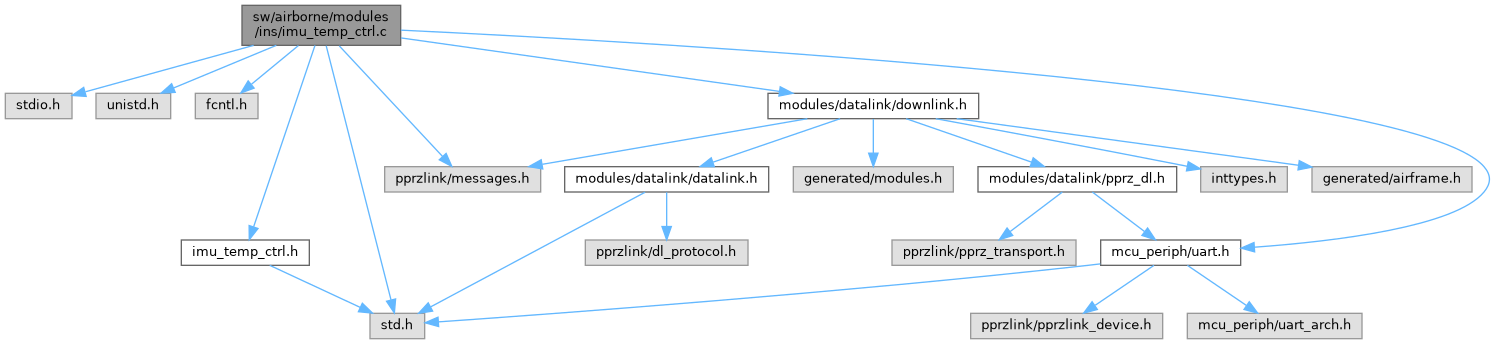 sw/airborne/modules
/ins/imu_temp_ctrl.c
stdio.h
unistd.h
fcntl.h
modules/datalink/downlink.h
pprzlink/messages.h
modules/datalink/datalink.h
generated/modules.h
modules/datalink/pprz_dl.h
inttypes.h
generated/airframe.h
imu_temp_ctrl.h
pprzlink/dl_protocol.h
pprzlink/pprz_transport.h
mcu_periph/uart.h
std.h
pprzlink/pprzlink_device.h
mcu_periph/uart_arch.h